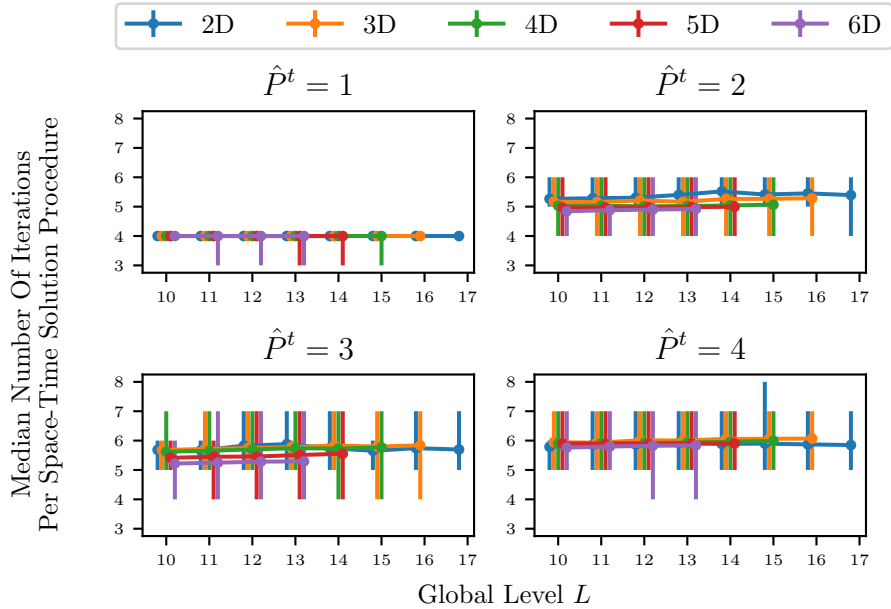 2D 3D 4D 5D 6D
P̂ᵗ = 1
P̂ᵗ = 2
8
7
6
5
4
3
10 11 12 13 14 15 16 17
8
7
6
5
4
3
10 11 12 13 14 15 16 17
P̂ᵗ = 3
P̂ᵗ = 4
8
7
6
5
4
3
10 11 12 13 14 15 16 17
8
7
6
5
4
3
10 11 12 13 14 15 16 17
Median Number Of Iterations
Per Space-Time Solution Procedure
Global Level L